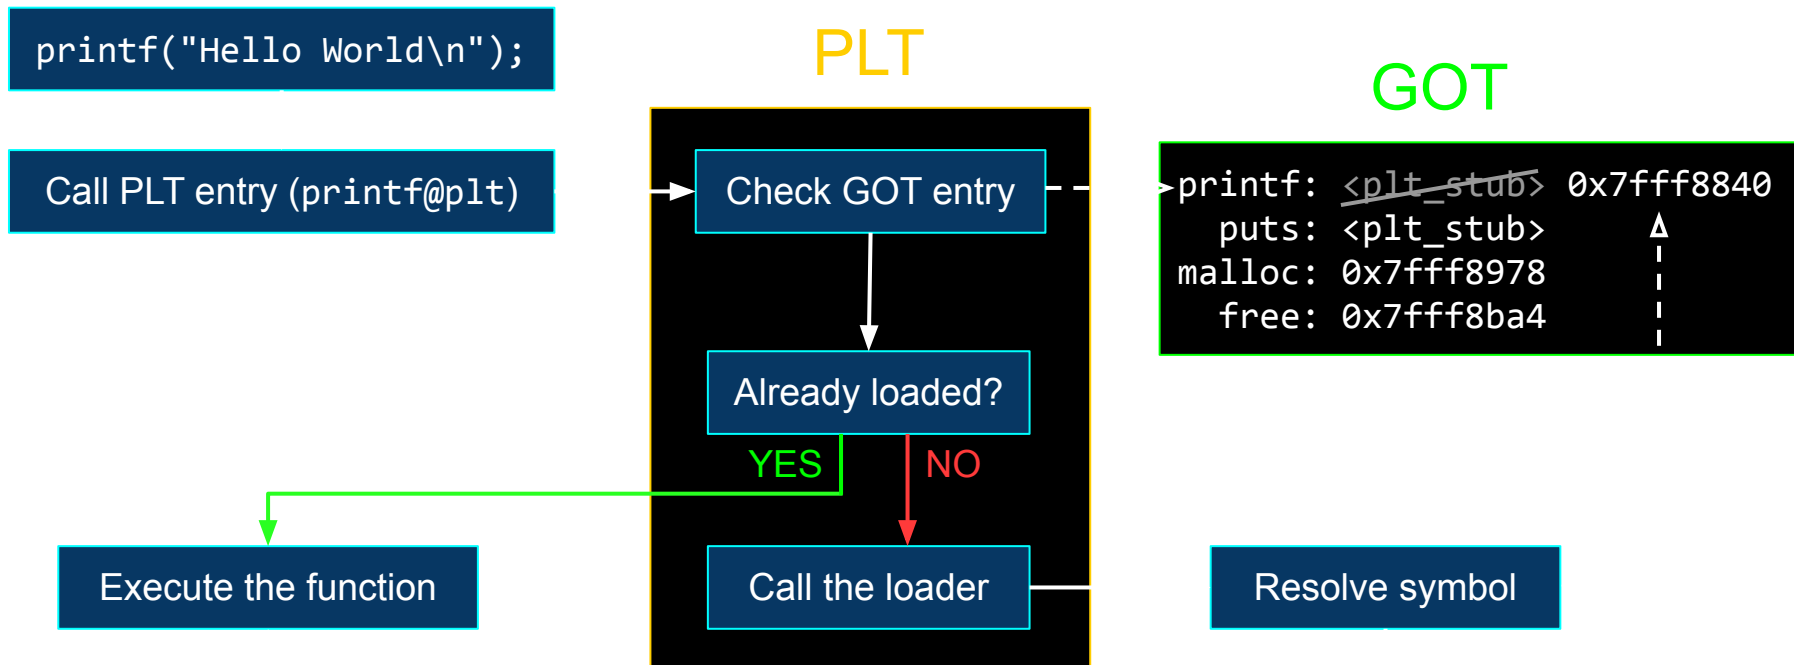 printf("Hello World\n");
PLT
GOT
Call PLT entry (printf@plt)
Check GOT entry
printf: <plt_stub> 0x7fff8840
puts: <plt_stub>
malloc: 0x7fff8978
free: 0x7fff8ba4
Already loaded?
YES
NO
Execute the function
Call the loader
Resolve symbol